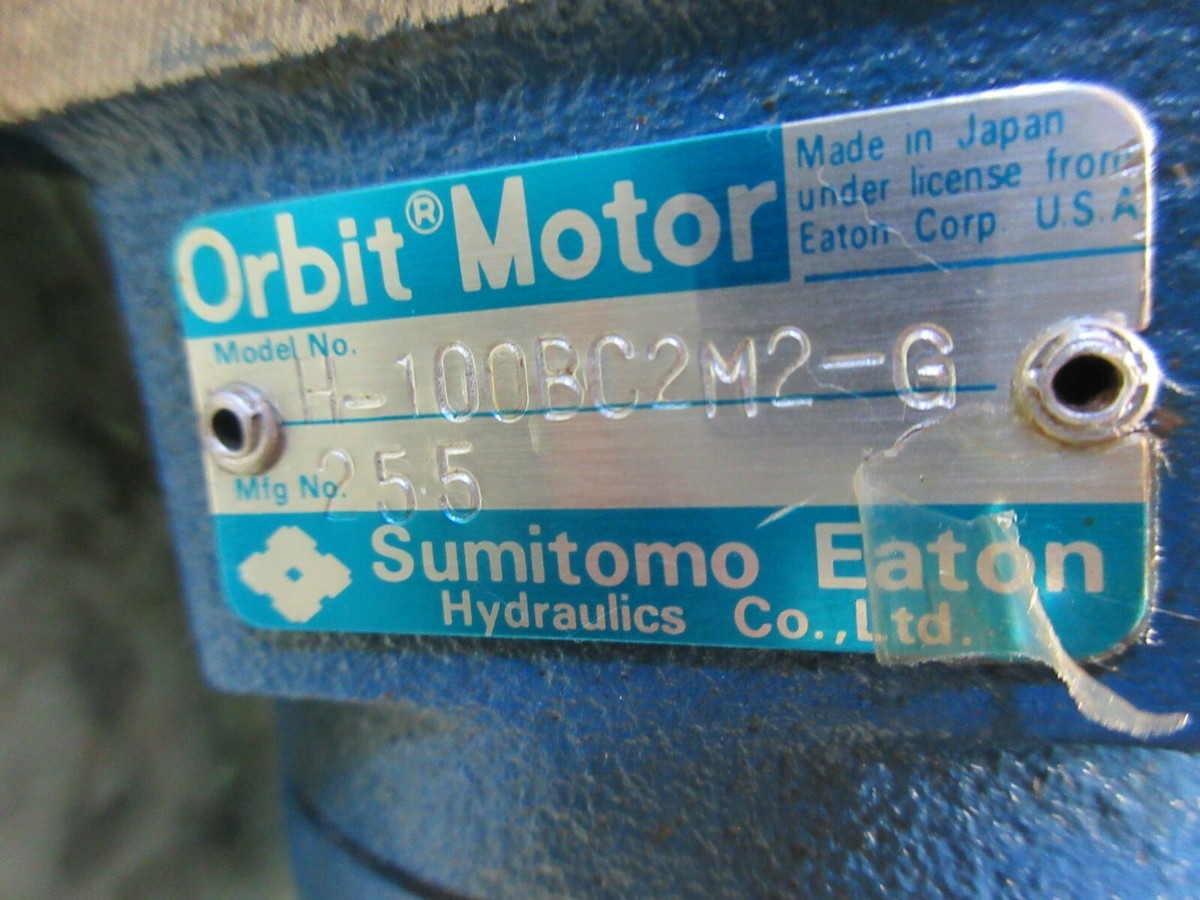 Orbit® Motor
Made in Japan
under license from
Eaton Corp. U.S.A
Model No. H-100BC2M2-G
Mfg No. 255
Sumitomo Eaton
Hydraulics Co., Ltd.